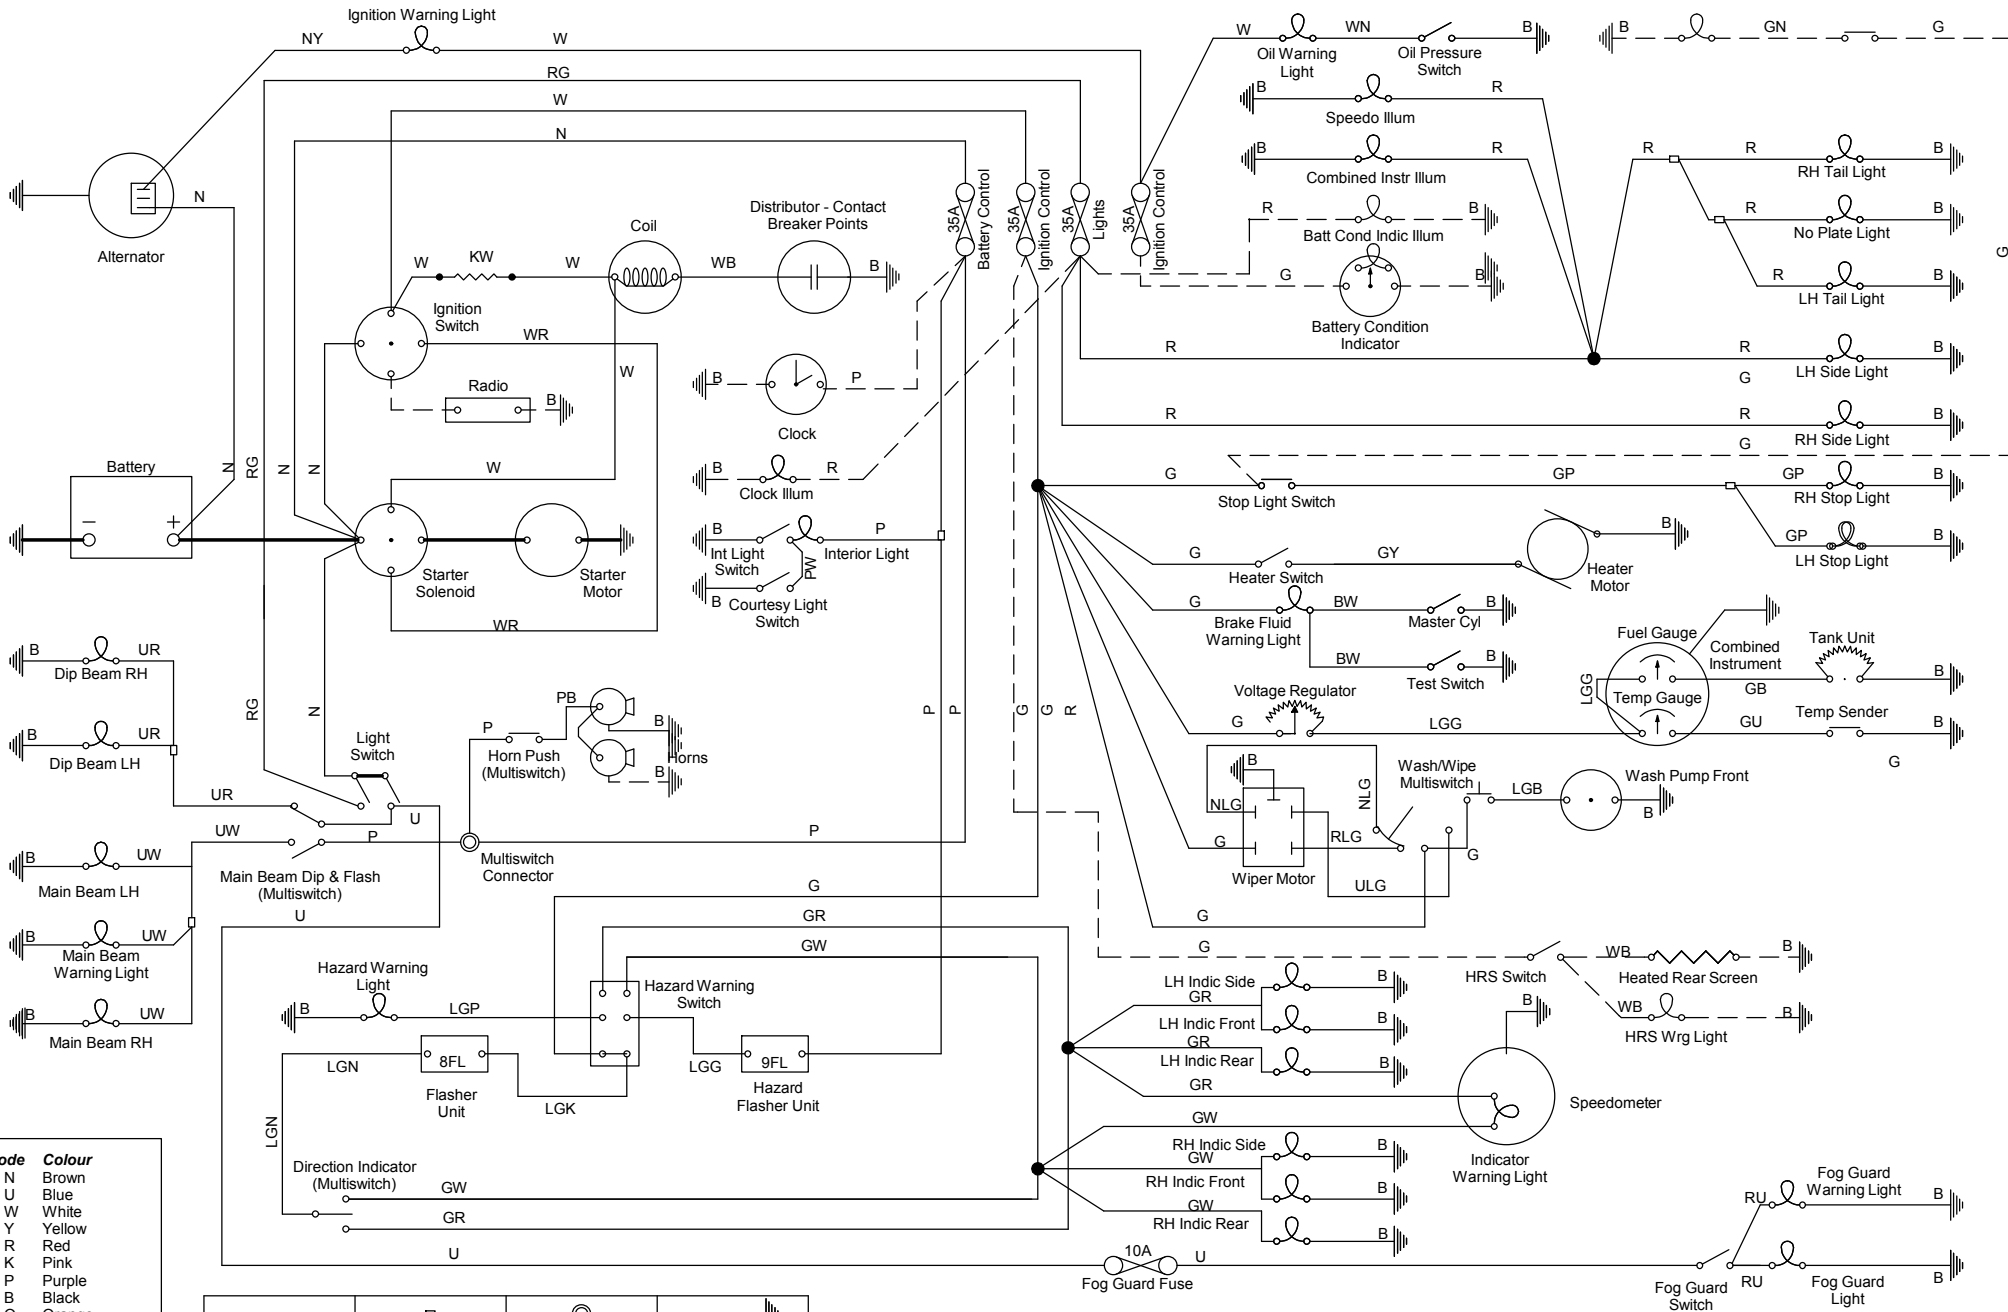 Ignition Warning Light
NY
W
RG
W
N
Alternator
N
Battery
N
RG
N
N
W
KW
W
Coil
WB
Distributor - Contact
Breaker Points
B
Ignition
Switch
WR
W
Radio
B
W
Starter
Solenoid
Starter
Motor
WR
B
P
Clock
B
R
Clock Illum
B
P
Int Light
Switch
Interior Light
PW
B
Courtesy Light
Switch
35A
Battery Control
35A
Ignition Control
35A
Lights
35A
Ignition Control
W
WN
B
Oil Warning
Light
Oil Pressure
Switch
B
GN
G
B
R
Speedo Illum
B
R
Combined Instr Illum
R
B
Batt Cond Indic Illum
G
B
Battery Condition
Indicator
R
R
B
RH Tail Light
R
B
No Plate Light
R
B
LH Tail Light
G
R
R
B
LH Side Light
G
R
R
B
RH Side Light
G
G
Stop Light Switch
GP
GP
B
RH Stop Light
GP
B
LH Stop Light
G
Heater Switch
GY
B
Heater
Motor
G
BW
B
Brake Fluid
Warning Light
Master Cyl
BW
B
Test Switch
Fuel Gauge
Combined
Instrument
Tank Unit
LGG
GB
B
Temp Gauge
Voltage Regulator
G
LGG
GU
Temp Sender
B
G
B
NLG
NLG
Wash/Wipe
Multiswitch
LGB
Wash Pump Front
B
G
RLG
G
Wiper Motor
ULG
G
B
UR
Dip Beam RH
B
UR
Dip Beam LH
RG
N
Light
Switch
UR
U
UW
P
P
Horn Push
(Multiswitch)
PB
B
Horns
B
P
P
G
G
R
B
UW
Main Beam LH
Main Beam Dip & Flash
(Multiswitch)
Multiswitch
Connector
P
U
B
UW
Main Beam
Warning Light
B
UW
Main Beam RH
G
GR
GW
Hazard Warning
Light
B
LGP
Hazard Warning
Switch
LGN
8FL
Flasher
Unit
LGK
LGG
9FL
Hazard
Flasher Unit
LGN
Direction Indicator
(Multiswitch)
GW
GR
U
G
HRS Switch
WB
B
Heated Rear Screen
WB
B
HRS Wrg Light
LH Indic Side
GR
B
LH Indic Front
B
GR
LH Indic Rear
B
GR
B
Speedometer
GW
Indicator
Warning Light
RH Indic Side
GW
B
RH Indic Front
B
GW
RH Indic Rear
B
10A
U
Fog Guard Fuse
Fog Guard
Switch
RU
Fog Guard
Warning Light
B
RU
Fog Guard
Light
B
ode Colour
N Brown
U Blue
W White
Y Yellow
R Red
K Pink
P Purple
B Black